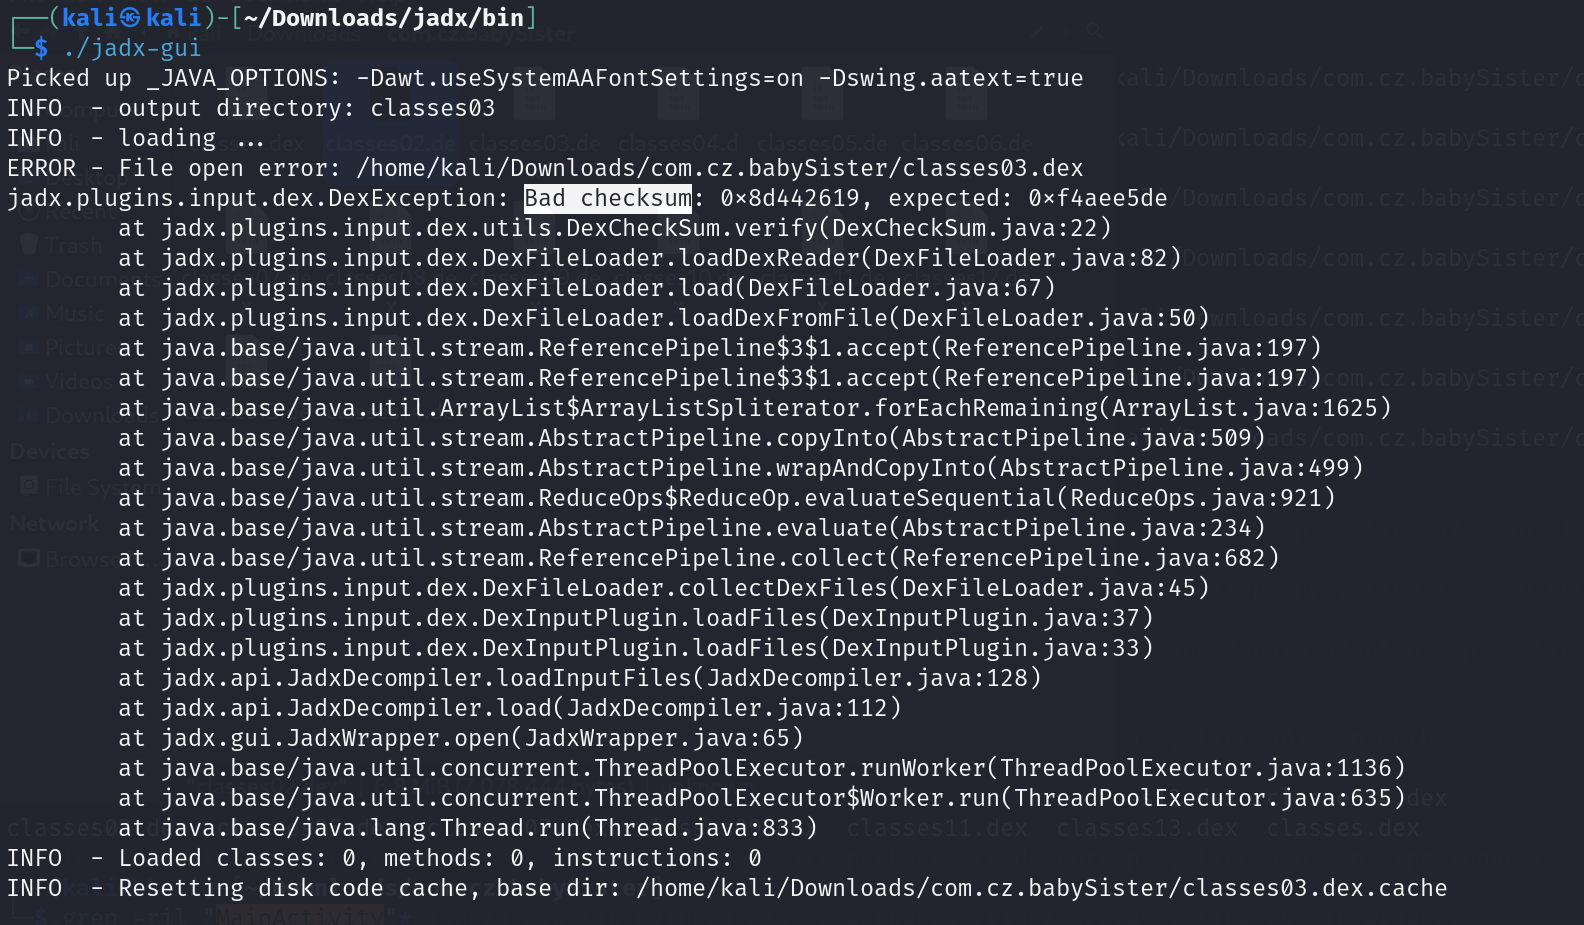 ┌──(kali㉿kali)-[~/Downloads/jadx/bin]
└─$ ./jadx-gui
Picked up _JAVA_OPTIONS: -Dawt.useSystemAAFontSettings=on -Dswing.aatext=true
INFO  - output directory: classes03
INFO  - loading ...
ERROR - File open error: /home/kali/Downloads/com.cz.babySister/classes03.dex
jadx.plugins.input.dex.DexException: Bad checksum: 0×8d442619, expected: 0×f4aee5de
        at jadx.plugins.input.dex.utils.DexCheckSum.verify(DexCheckSum.java:22)
        at jadx.plugins.input.dex.DexFileLoader.loadDexReader(DexFileLoader.java:82)
        at jadx.plugins.input.dex.DexFileLoader.load(DexFileLoader.java:67)
        at jadx.plugins.input.dex.DexFileLoader.loadDexFromFile(DexFileLoader.java:50)
        at java.base/java.util.stream.ReferencePipeline$3$1.accept(ReferencePipeline.java:197)
        at java.base/java.util.stream.ReferencePipeline$3$1.accept(ReferencePipeline.java:197)
        at java.base/java.util.ArrayList$ArrayListSpliterator.forEachRemaining(ArrayList.java:1625)
        at java.base/java.util.stream.AbstractPipeline.copyInto(AbstractPipeline.java:509)
        at java.base/java.util.stream.AbstractPipeline.wrapAndCopyInto(AbstractPipeline.java:499)
        at java.base/java.util.stream.ReduceOps$ReduceOp.evaluateSequential(ReduceOps.java:921)
        at java.base/java.util.stream.AbstractPipeline.evaluate(AbstractPipeline.java:234)
        at java.base/java.util.stream.ReferencePipeline.collect(ReferencePipeline.java:682)
        at jadx.plugins.input.dex.DexFileLoader.collectDexFiles(DexFileLoader.java:45)
        at jadx.plugins.input.dex.DexInputPlugin.loadFiles(DexInputPlugin.java:37)
        at jadx.plugins.input.dex.DexInputPlugin.loadFiles(DexInputPlugin.java:33)
        at jadx.api.JadxDecompiler.loadInputFiles(JadxDecompiler.java:128)
        at jadx.api.JadxDecompiler.load(JadxDecompiler.java:112)
        at jadx.gui.JadxWrapper.open(JadxWrapper.java:65)
        at java.base/java.util.concurrent.ThreadPoolExecutor.runWorker(ThreadPoolExecutor.java:1136)
        at java.base/java.util.concurrent.ThreadPoolExecutor$Worker.run(ThreadPoolExecutor.java:635)
        at java.base/java.lang.Thread.run(Thread.java:833)
INFO  - Loaded classes: 0, methods: 0, instructions: 0
INFO  - Resetting disk code cache, base dir: /home/kali/Downloads/com.cz.babySister/classes03.dex.cache